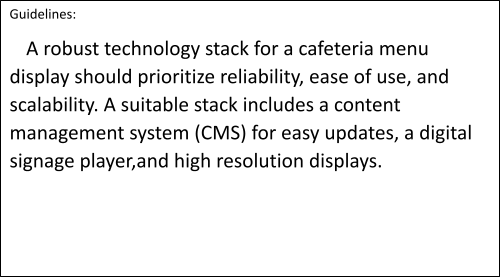 Guidelines:
A robust technology stack for a cafeteria menu
display should prioritize reliability, ease of use, and
scalability. A suitable stack includes a content
management system (CMS) for easy updates, a digital
signage player,and high resolution displays.